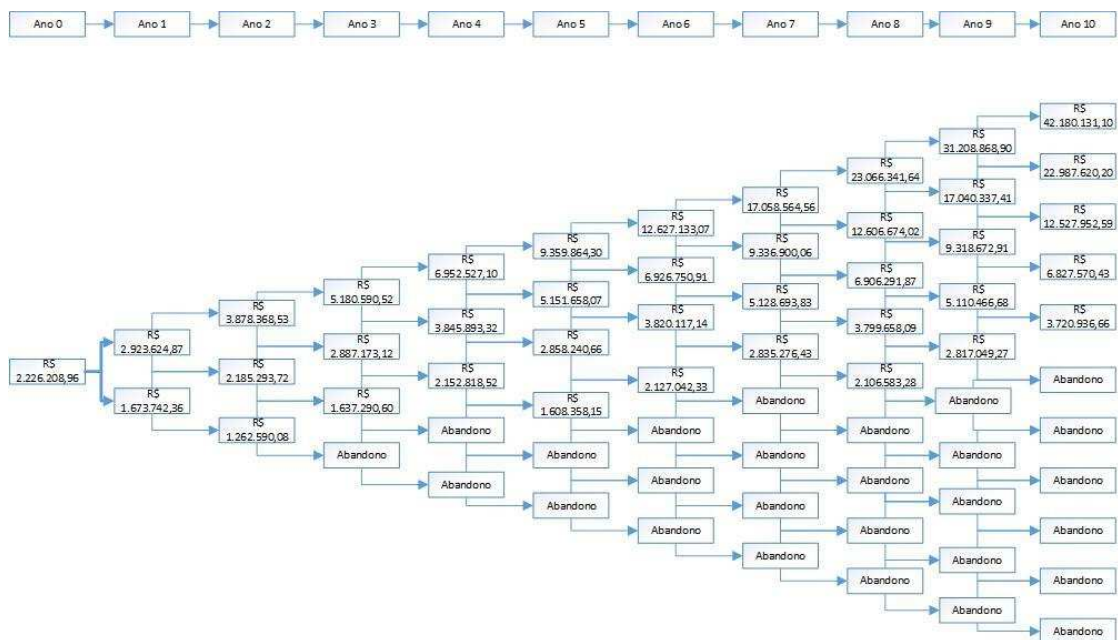 Ano 0
Ano 1
Ano 2
Ano 3
Ano 4
Ano 5
Ano 6
Ano 7
Ano 8
Ano 9
Ano 10
R$
2.226.208,96
R$
2.923.624,87
R$
1.673.742,36
R$
3.878.368,53
R$
2.185.293,72
R$
1.262.590,08
R$
5.180.590,52
R$
2.887.173,12
R$
1.637.290,60
Abandono
R$
6.952.527,10
R$
3.845.893,32
R$
2.152.818,52
Abandono
Abandono
R$
9.359.864,30
R$
5.151.658,07
R$
2.858.240,66
R$
1.608.358,15
Abandono
Abandono
R$
12.627.133,07
R$
6.926.750,91
R$
3.820.117,14
R$
2.127.042,33
Abandono
Abandono
Abandono
R$
17.058.564,56
R$
9.336.900,06
R$
5.128.693,83
R$
2.835.276,43
Abandono
Abandono
Abandono
Abandono
R$
23.066.341,64
R$
12.606.674,02
R$
6.906.291,87
R$
3.799.658,09
R$
2.106.583,28
Abandono
Abandono
Abandono
Abandono
R$
31.208.868,90
R$
17.040.337,41
R$
9.318.672,91
R$
5.110.466,68
R$
2.817.049,27
Abandono
Abandono
Abandono
Abandono
Abandono
R$
42.180.131,10
R$
22.987.620,20
R$
12.527.952,59
R$
6.827.570,43
R$
3.720.936,66
Abandono
Abandono
Abandono
Abandono
Abandono
Abandono